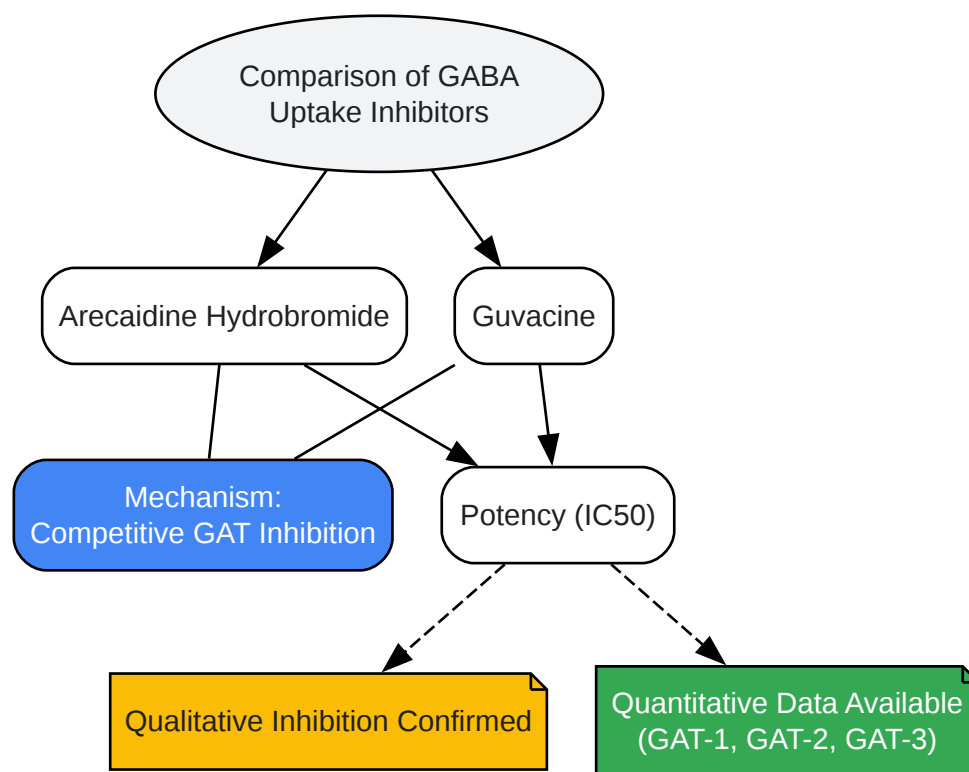 Comparison of GABA
Uptake Inhibitors
Arecaidine Hydrobromide
Guvacine
Mechanism:
Competitive GAT Inhibition
Potency (IC50)
Qualitative Inhibition Confirmed
Quantitative Data Available
(GAT-1, GAT-2, GAT-3)